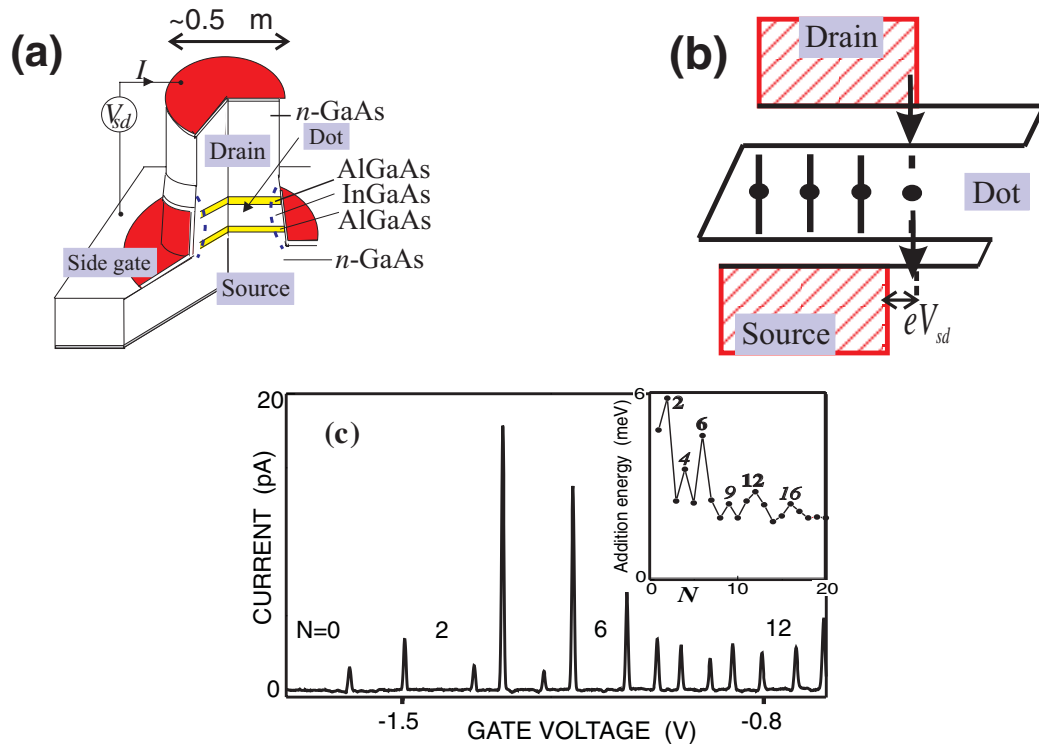 (a)
~0.5 m
I
Vsd
n-GaAs
Dot
Drain
AlGaAs
InGaAs
AlGaAs
n-GaAs
Side gate
Source
(b)
Drain
Dot
Source
eVsd
(c)
CURRENT (pA)
20
0
N=0
2
6
12
-1.5
-0.8
GATE VOLTAGE (V)
Addition energy (meV)
6
0
2
4
6
9
12
16
0
10
20
N